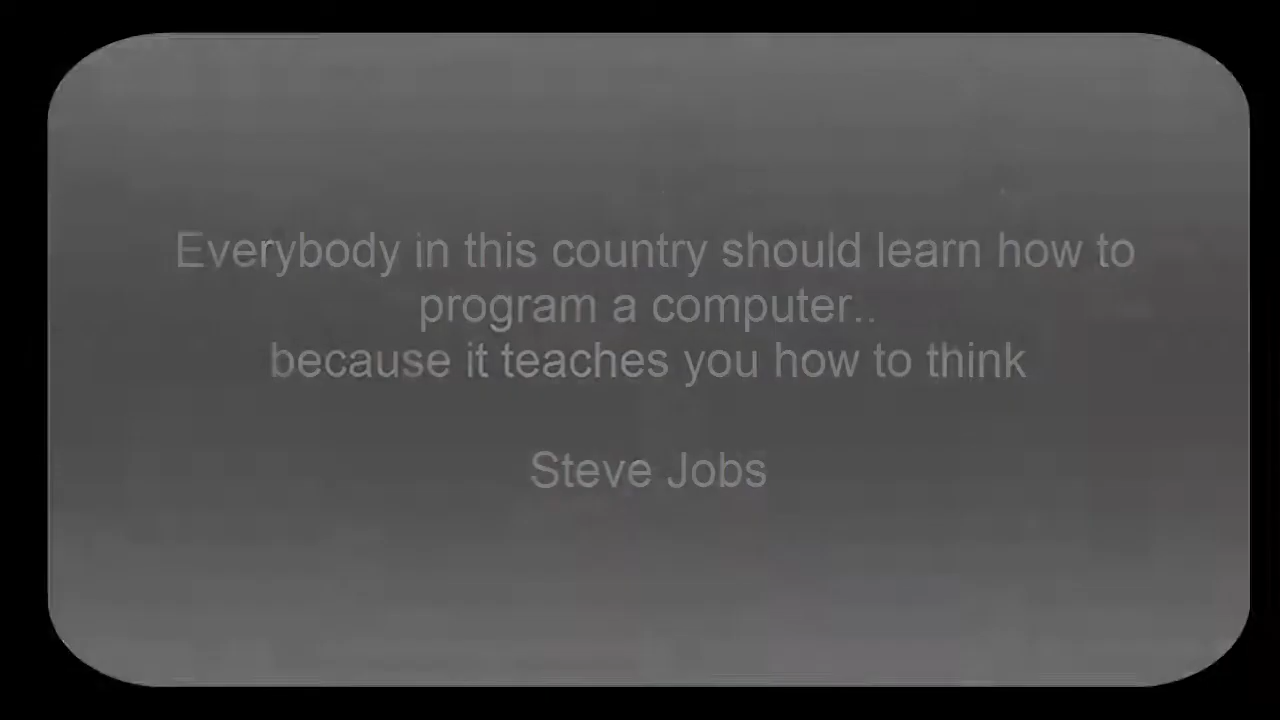 Everybody in this country should learn how to
program a computer..
because it teaches you how to think
Steve Jobs